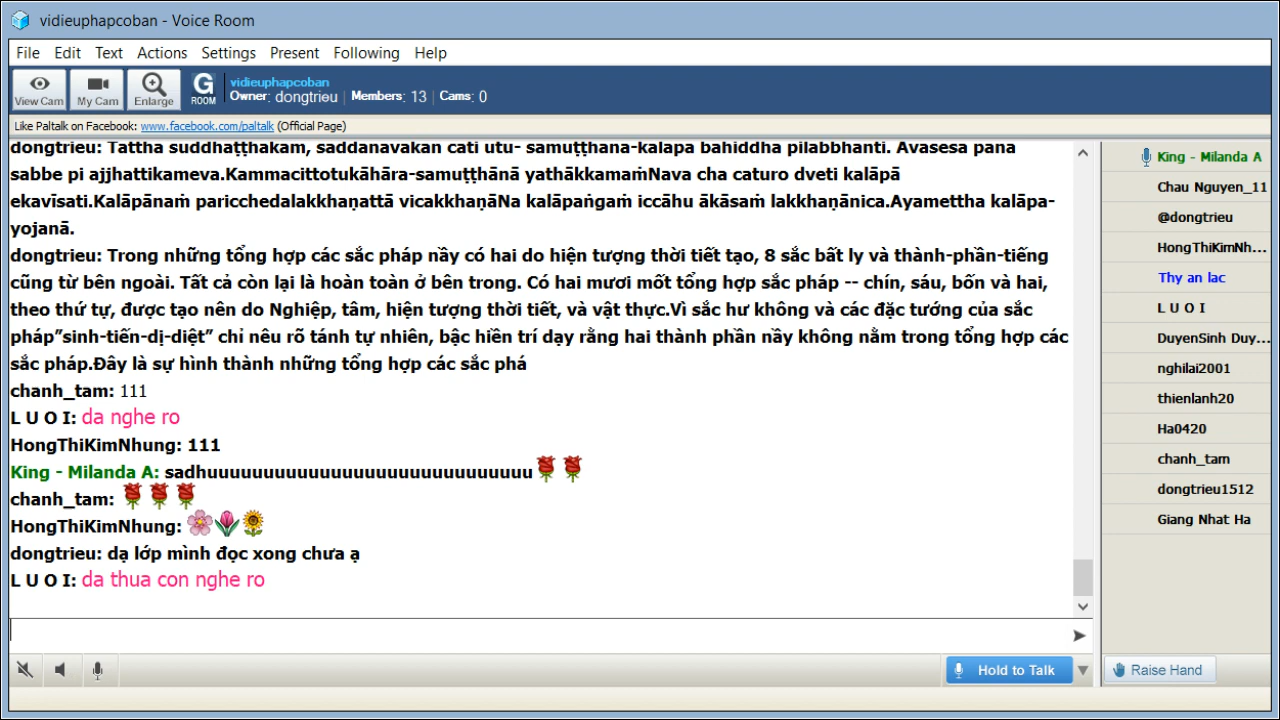 vidieuphapcoban - Voice Room
File Edit Text Actions Settings Present Following Help
View Cam My Cam Enlarge G ROOM
vidieuphapcoban
Owner: dongtrieu | Members: 13 | Cams: 0
Like Paltalk on Facebook: www.facebook.com/paltalk (Official Page)
dongtrieu: Tattha suddhaṭṭhakaṁ, saddanavakañ cāti utu- samuṭṭhāna-kalāpā bahiddhā pilabbhanti. Avasesā pana
sabbe pi ajjhattikameva.Kammacittotukāhāra-samuṭṭhānā yathākkamaṁNava cha caturo dveti kalāpā
ekavīsati.Kalāpānaṁ paricchedalakkhaṇattā vicakkhaṇāNa kalāpaṅgaṁ iccāhu ākāsaṁ lakkhaṇānica.Ayamettha kalāpa-
yojanā.
dongtrieu: Trong những tổng hợp các sắc pháp nầy có hai do hiện tượng thời tiết tạo, 8 sắc bất ly và thành-phần-tiếng
cũng từ bên ngoài. Tất cả còn lại là hoàn toàn ở bên trong. Có hai mươi mốt tổng hợp sắc pháp -- chín, sáu, bốn và hai,
theo thứ tự, được tạo nên do Nghiệp, tâm, hiện tượng thời tiết, và vật thực.Vì sắc hư không và các đặc tướng của sắc
pháp”sinh-tiến-dị-diệt” chỉ nêu rõ tánh tự nhiên, bậc hiền trí dạy rằng hai thành phần nầy không nằm trong tổng hợp các
sắc pháp.Đây là sự hình thành những tổng hợp các sắc phá
chanh_tam: 111
L U O I: da nghe ro
HongThiKimNhung: 111
King - Milanda A: sadhuuuuuuuuuuuuuuuuuuuuuuuuuuuuu
chanh_tam:
HongThiKimNhung:
dongtrieu: dạ lớp mình đọc xong chưa ạ
L U O I: da thua con nghe ro
King - Milanda A
Chau Nguyen_11
@dongtrieu
HongThiKimNh...
Thy an lac
L U O I
DuyenSinh Duy...
nghilai2001
thienlanh20
Ha0420
chanh_tam
dongtrieu1512
Giang Nhat Ha
Hold to Talk
Raise Hand